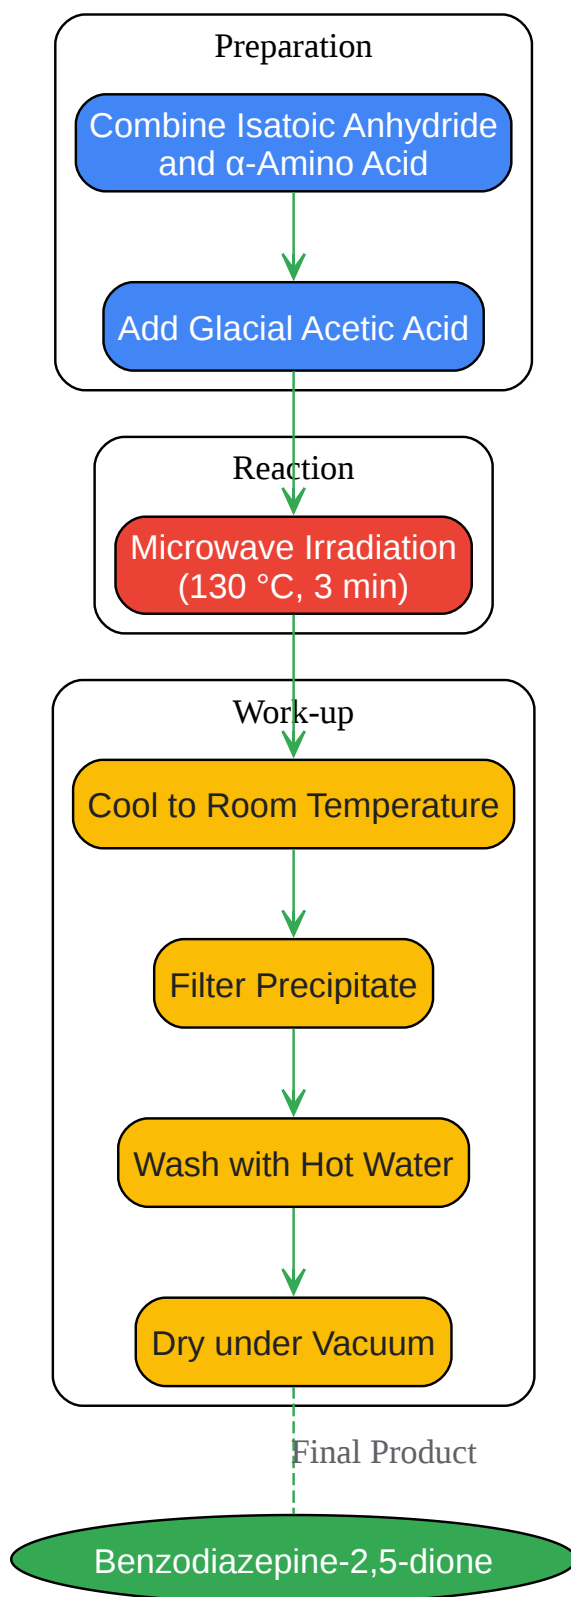 Preparation
Combine Isatoic Anhydride
and α-Amino Acid
Add Glacial Acetic Acid
Reaction
Microwave Irradiation
(130 °C, 3 min)
Work-up
Cool to Room Temperature
Filter Precipitate
Wash with Hot Water
Dry under Vacuum
Final Product
Benzodiazepine-2,5-dione